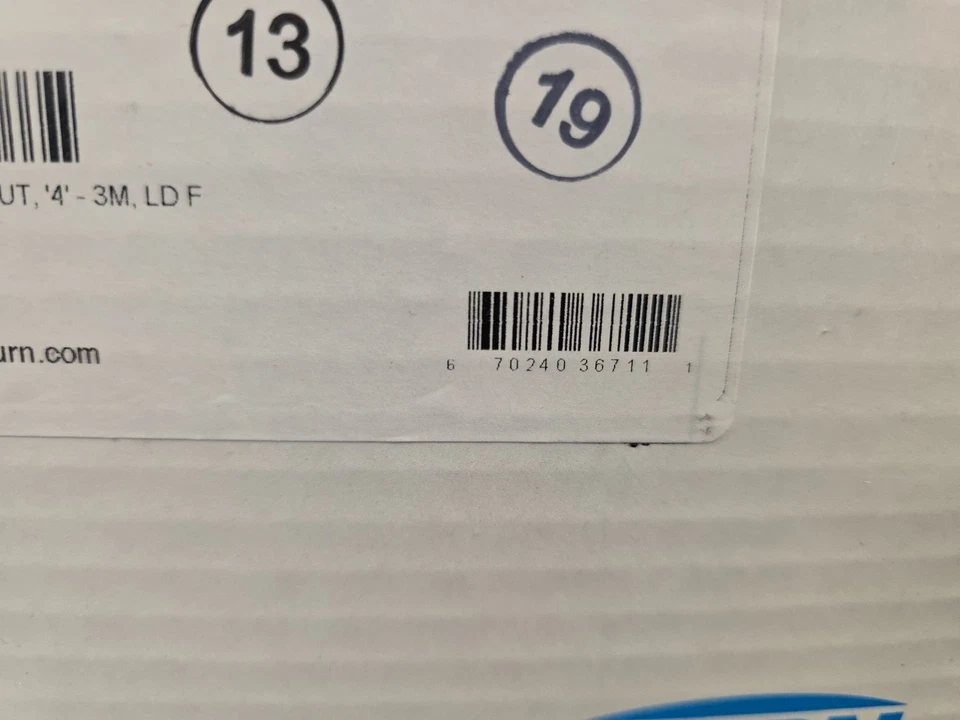 13
19
UT, '4' - 3M, LD F
urn.com
6 70240 36711 1